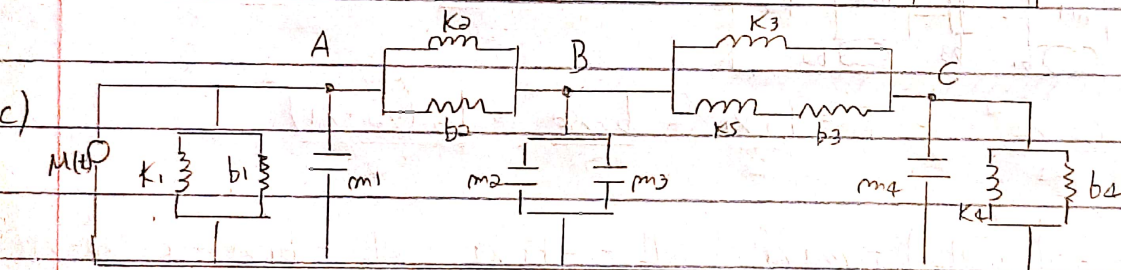 K2 K3
A B C
c)
b2 K5 b3
M(t) K1 b1 m1 m2 m3 m4 K4 b4